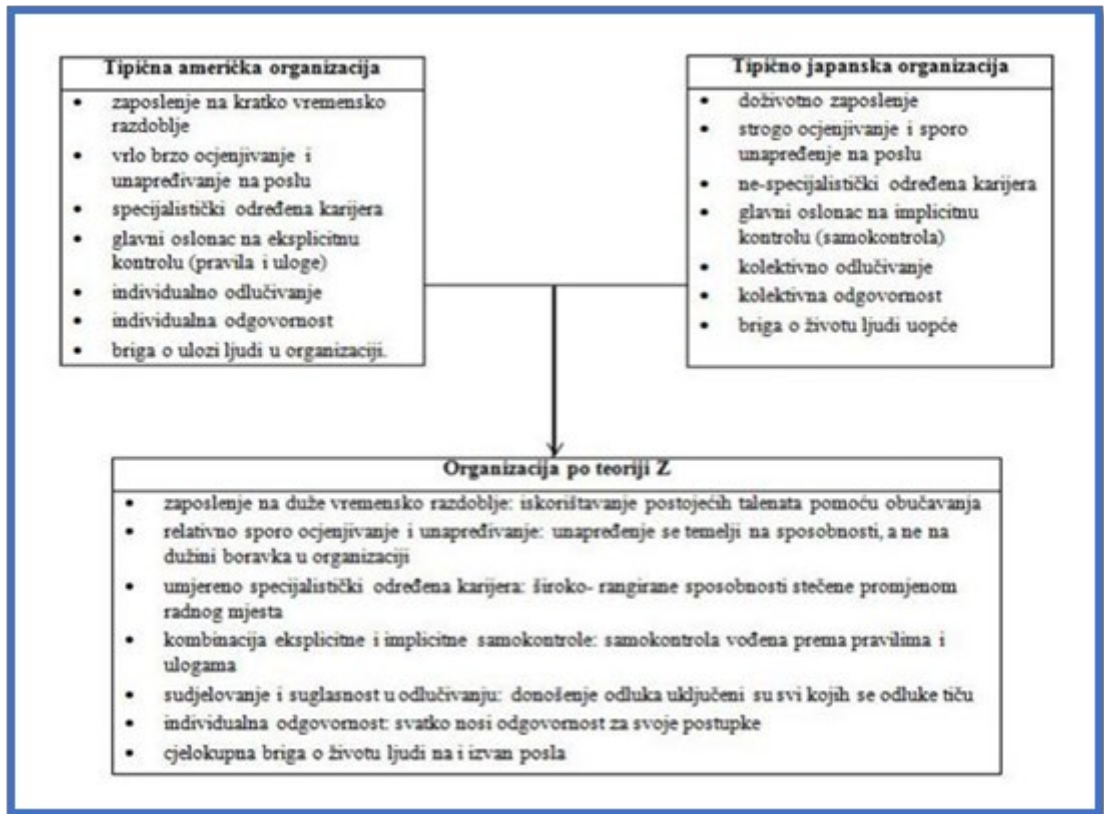 Tipična américka organizacija
• zaposlenje na kratko vremensko
razdoblje
• vrlo brzo ocjenjivanje i
unapređivanje na poslu
• specijalistički određena karijera
• glavni oslonac na eksplicitnu
kontrolu (pravila i uloge)
• individualno odlučivanje
• individualna odgovornost
• briga o ulozi ljudi u organizaciji.
Tipično japanska organizacija
• doživotno zaposlenje
• strogo ocjenjivanje i sporo
unapređenje na poslu
• ne-specijalistički određena karijera
• glavni oslonac na implicitnu
kontrolu (samokontrola)
• kolektivno odlučivanje
• kolektivna odgovornost
• briga o životu ljudi uopće
Organizacija po teoriji Z
• zaposlenje na duže vremensko razdoblje: iskorištavanje postojećih talenata pomoću obučavanja
• relativno sporo ocjenjivanje i unapređivanje: unapređenje se temelji na sposobnosti, a ne na
dužini boravka u organizaciji
• umjereno specijalistički određena karijera: široko- rangirane sposobnosti stečene promjenom
radnog mjesta
• kombinacija eksplicitne i implicitne samokontrole: samokontrola vođena prema pravilima i
ulogama
• sudjelovanje i suglasnost u odlučivanju: donošenje odluka uključeni su svi kojih se odluke tiču
• individualna odgovornost: svatko nosi odgovornost za svoje postupke
• cjelokupna briga o životu ljudi na i izvan posla